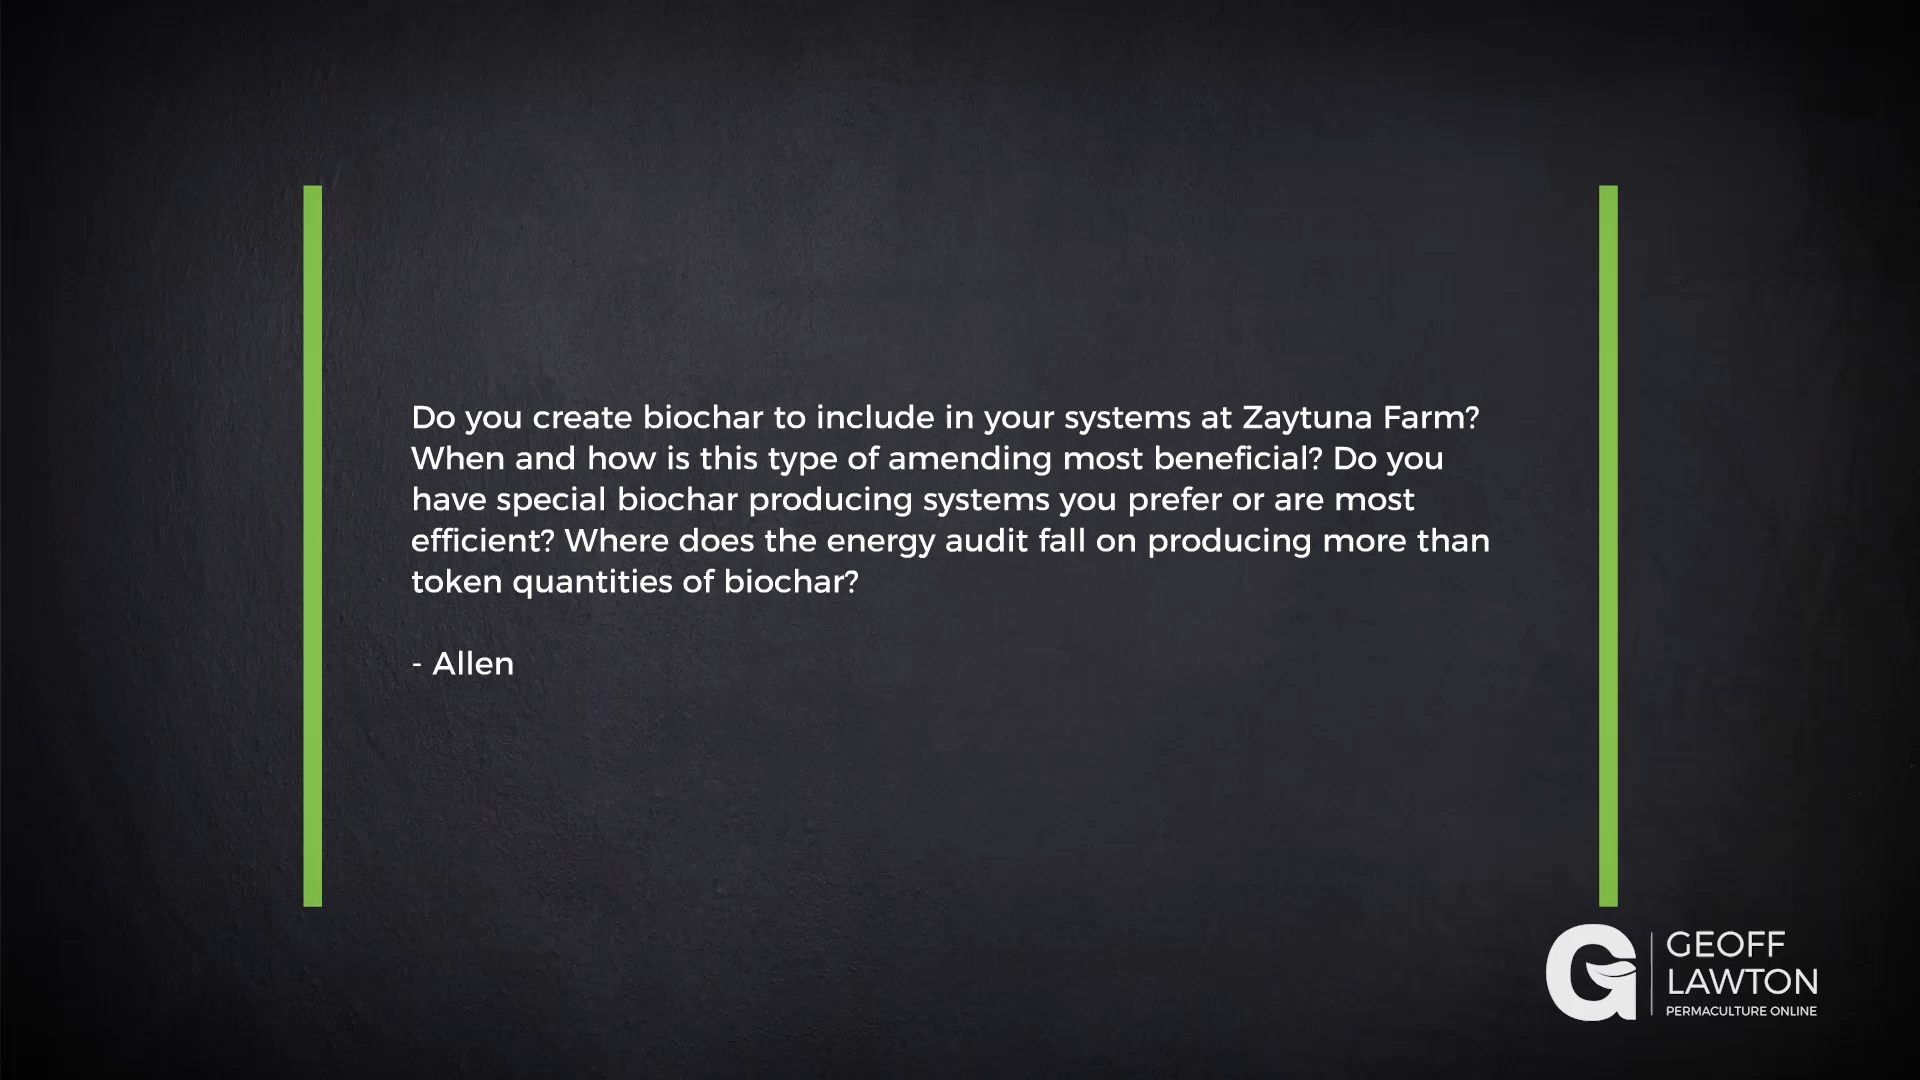 Do you create biochar to include in your systems at Zaytuna Farm?
When and how is this type of amending most beneficial? Do you
have special biochar producing systems you prefer or are most
efficient? Where does the energy audit fall on producing more than
token quantities of biochar?
- Allen
GEOFF
LAWTON
PERMACULTURE ONLINE